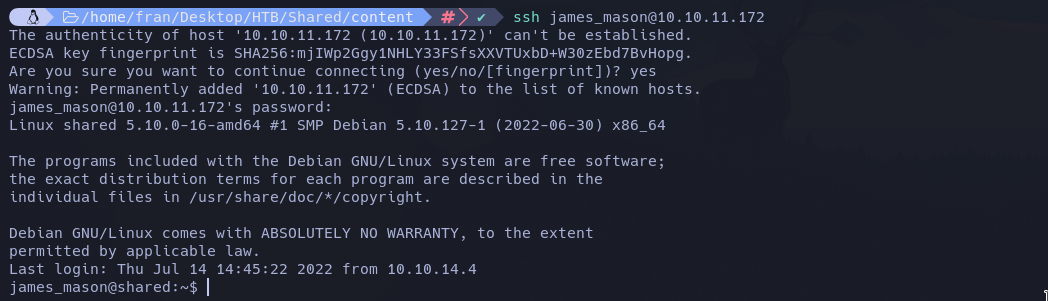 /home/fran/Desktop/HTB/Shared/content # ✔ ssh james_mason@10.10.11.172
The authenticity of host '10.10.11.172 (10.10.11.172)' can't be established.
ECDSA key fingerprint is SHA256:mjIWp2Ggy1NHLY33FSfsXXVTUxbD+W30zEbd7BvHopg.
Are you sure you want to continue connecting (yes/no/[fingerprint])? yes
Warning: Permanently added '10.10.11.172' (ECDSA) to the list of known hosts.
james_mason@10.10.11.172's password:
Linux shared 5.10.0-16-amd64 #1 SMP Debian 5.10.127-1 (2022-06-30) x86_64
The programs included with the Debian GNU/Linux system are free software;
the exact distribution terms for each program are described in the
individual files in /usr/share/doc/*/copyright.
Debian GNU/Linux comes with ABSOLUTELY NO WARRANTY, to the extent
permitted by applicable law.
Last login: Thu Jul 14 14:45:22 2022 from 10.10.14.4
james_mason@shared:~$